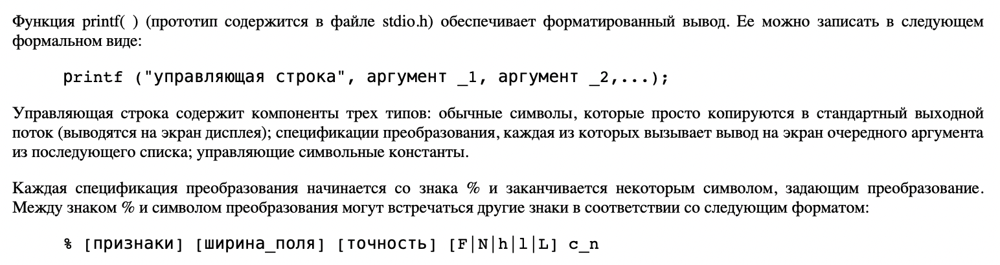 Функция printf( ) (прототип содержится в файле stdio.h) обеспечивает форматированный вывод. Ее можно записать в следующем
формальном виде:
printf ("управляющая строка", аргумент _1, аргумент _2,...);
Управляющая строка содержит компоненты трех типов: обычные символы, которые просто копируются в стандартный выходной
поток (выводятся на экран дисплея); спецификации преобразования, каждая из которых вызывает вывод на экран очередного аргумента
из последующего списка; управляющие символьные константы.
Каждая спецификация преобразования начинается со знака % и заканчивается некоторым символом, задающим преобразование.
Между знаком % и символом преобразования могут встречаться другие знаки в соответствии со следующим форматом:
% [признаки] [ширина_поля] [точность] [F|N|h|l|L] c_n